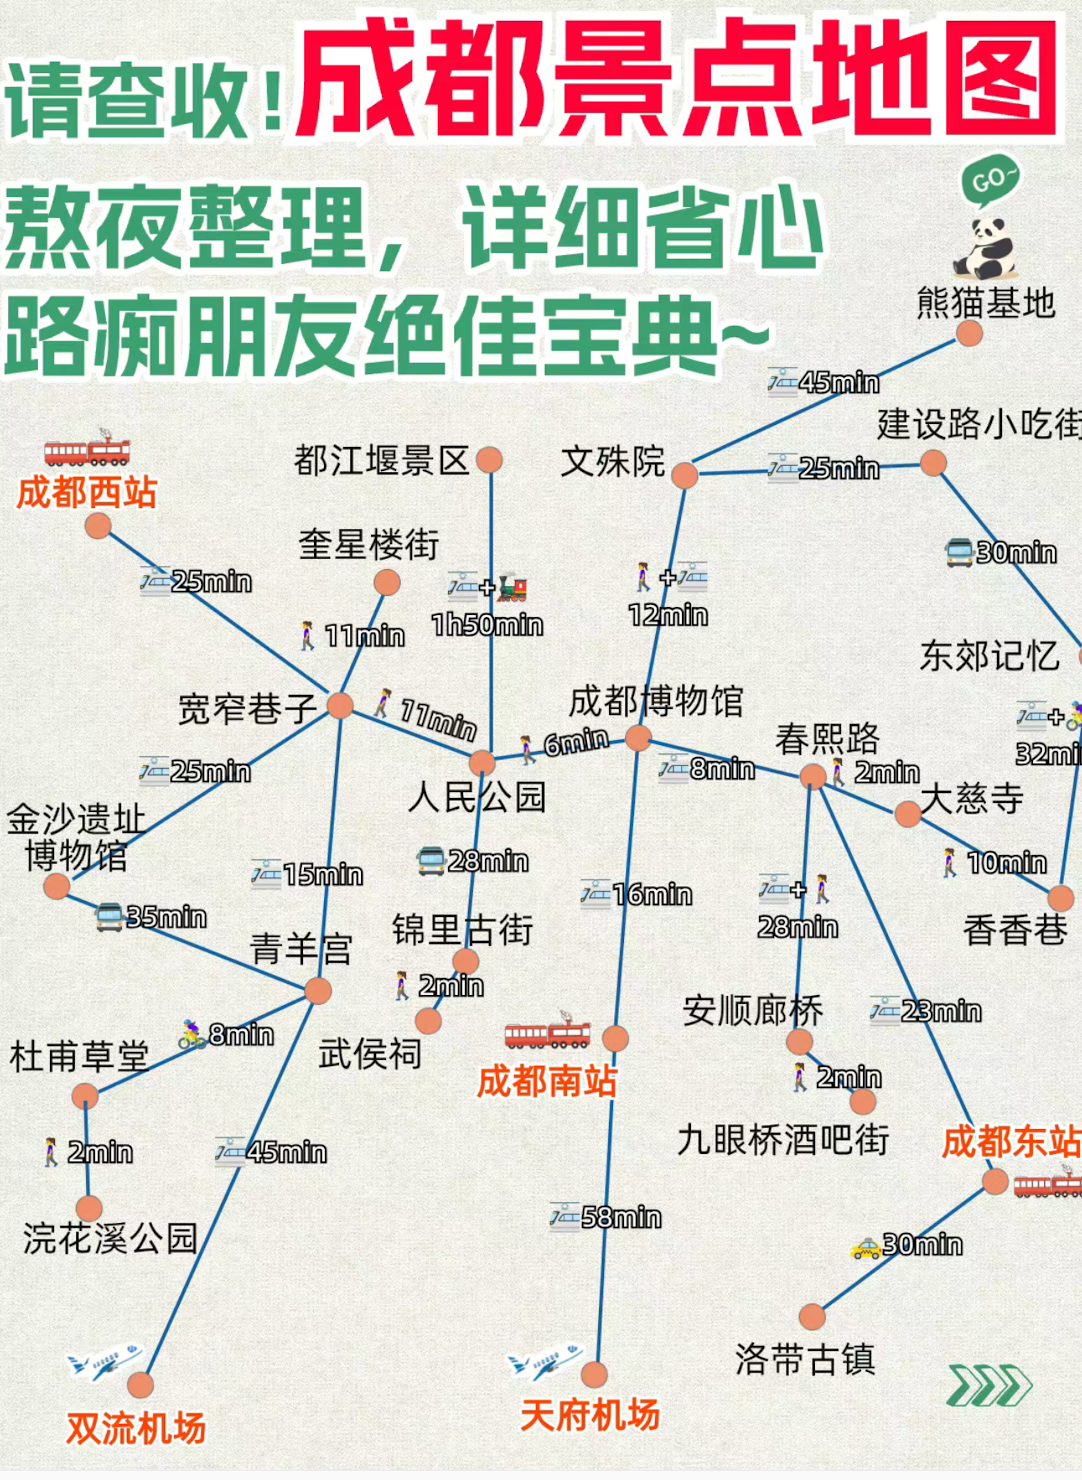 请查收!成都景点地图
熬夜整理，详细省心
路痴朋友绝佳宝典~
GO~
熊猫基地
45min
建设路小吃街
都江堰景区
文殊院
25min
成都西站
奎星楼街
30min
25min
+
+
1h50min
12min
11min
东郊记忆
宽窄巷子
11min
成都博物馆
+
32mi
6min
春熙路
25min
8min
2min
人民公园
大慈寺
金沙遗址
博物馆
28min
10min
15min
16min
+
28min
35min
锦里古街
香香巷
青羊宫
2min
安顺廊桥
23min
8min
杜甫草堂
武侯祠
成都南站
2min
2min
45min
九眼桥酒吧街
成都东站
浣花溪公园
58min
30min
洛带古镇
双流机场
天府机场